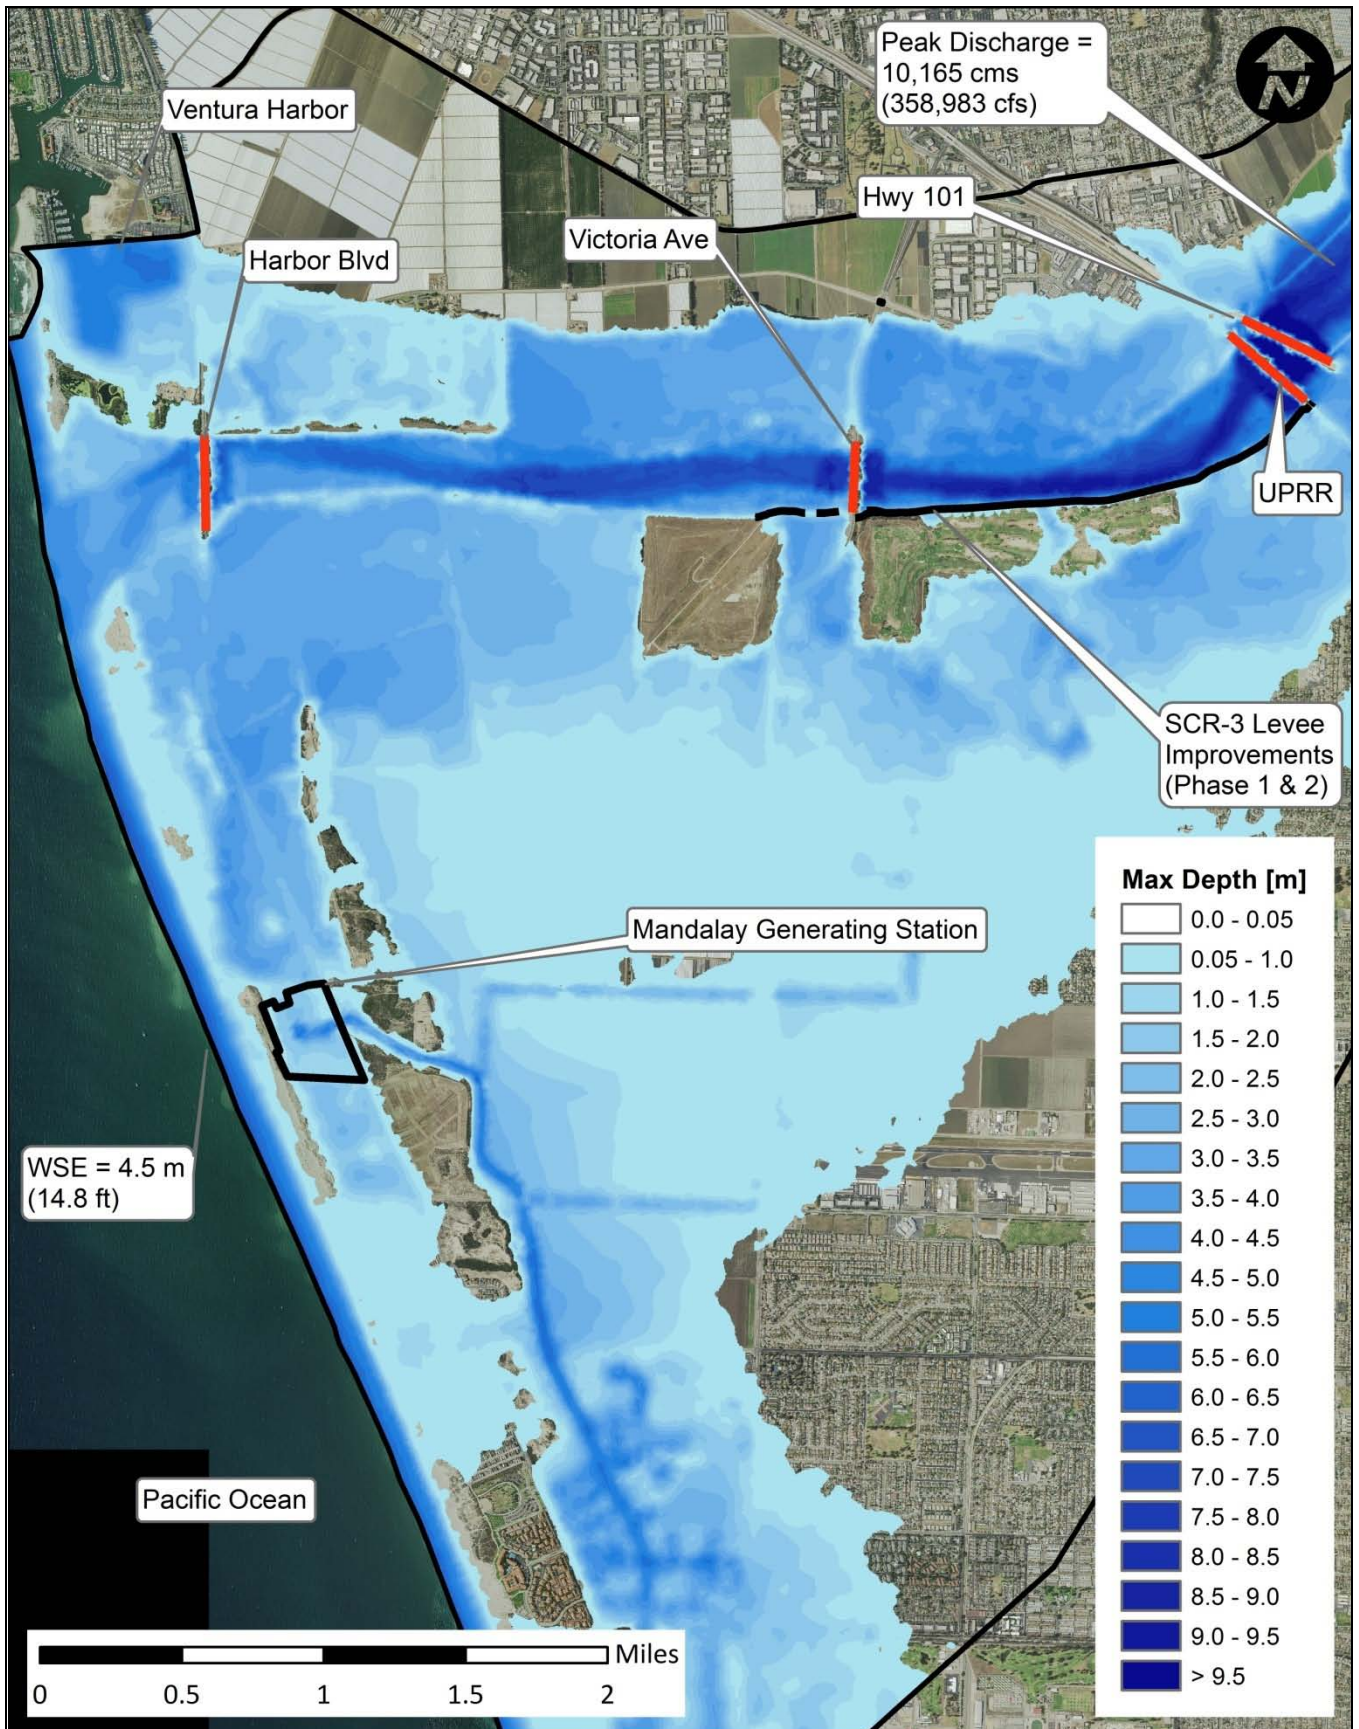 Peak Discharge =
10,165 cms
(358,983 cfs)
N
Ventura Harbor
Hwy 101
Victoria Ave
Harbor Blvd
UPRR
SCR-3 Levee
Improvements
(Phase 1 & 2)
Mandalay Generating Station
WSE = 4.5 m
(14.8 ft)
Pacific Ocean
Max Depth [m]
0.0 - 0.05
0.05 - 1.0
1.0 - 1.5
1.5 - 2.0
2.0 - 2.5
2.5 - 3.0
3.0 - 3.5
3.5 - 4.0
4.0 - 4.5
4.5 - 5.0
5.0 - 5.5
5.5 - 6.0
6.0 - 6.5
6.5 - 7.0
7.0 - 7.5
7.5 - 8.0
8.0 - 8.5
8.5 - 9.0
9.0 - 9.5
> 9.5
Miles
0 0.5 1 1.5 2